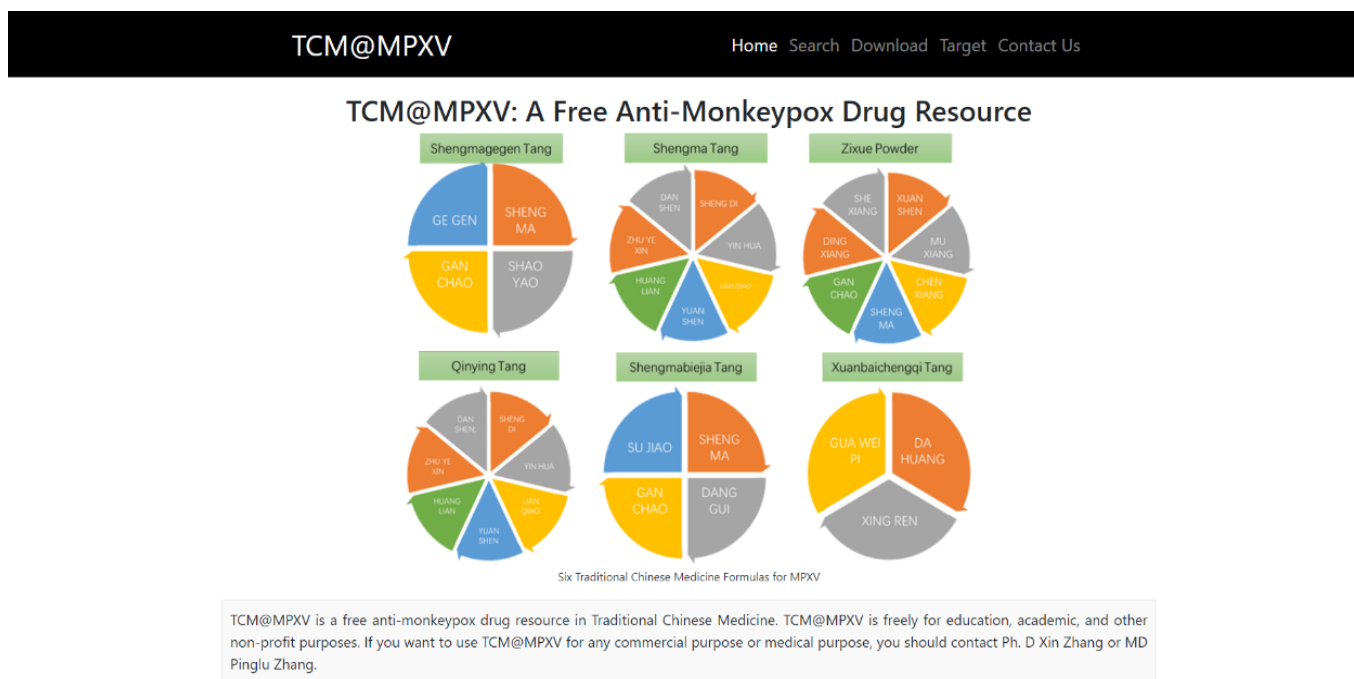 TCM@MPXV
Home Search Download Target Contact Us
TCM@MPXV: A Free Anti-Monkeypox Drug Resource
Shengmagegen Tang
GE GEN
SHENG
MA
GAN
CHAO
SHAO
YAO
Shengma Tang
DAN
SHEN
SHENG DI
ZHU YE
XIN
YIN HUA
HUANG
LIAN
LIAN QIAO
YUAN
SHEN
Zixue Powder
SHE
XIANG
XUAN
SHEN
DING
XIANG
MU
XIANG
GAN
CHAO
CHEN
XIANG
SHENG
MA
Qinying Tang
DAN
SHEN:
SHENG
DI
ZHU YE
XIN
YIN HUA
HUANG
LIAN
LIAN
QIAO
YUAN
SHEN
Shengmabiejia Tang
SU JIAO
SHENG
MA
GAN
CHAO
DANG
GUI
Xuanbaichengqi Tang
GUA WEI
PI
DA
HUANG
XING REN
Six Traditional Chinese Medicine Formulas for MPXV
TCM@MPXV is a free anti-monkeypox drug resource in Traditional Chinese Medicine. TCM@MPXV is freely for education, academic, and other
non-profit purposes. If you want to use TCM@MPXV for any commercial purpose or medical purpose, you should contact Ph. D Xin Zhang or MD
Pinglu Zhang.